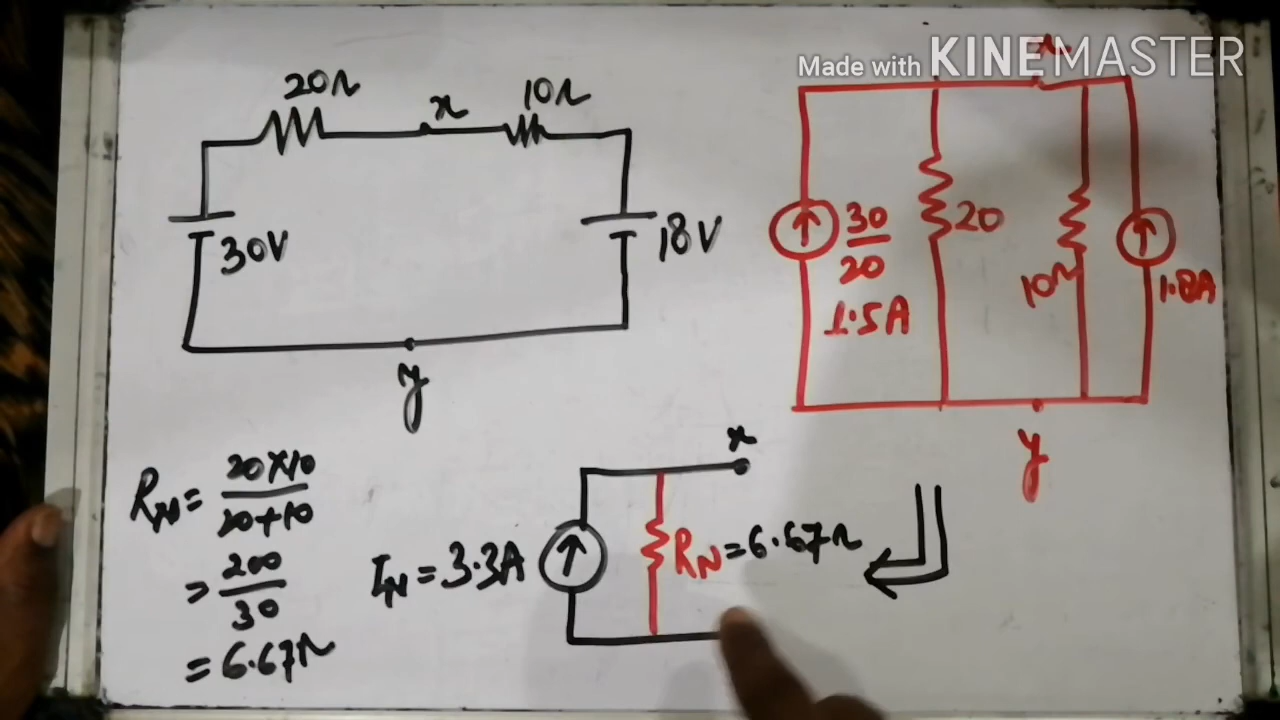 Made with KINEMASTER
20Ω
x
10Ω
30V
18V
y
x
30
20
1.5A
20
10Ω
1.8A
y
RN = 20×10
20+10
= 200
30
= 6.67Ω
IN = 3.3A
RN = 6.67Ω
x